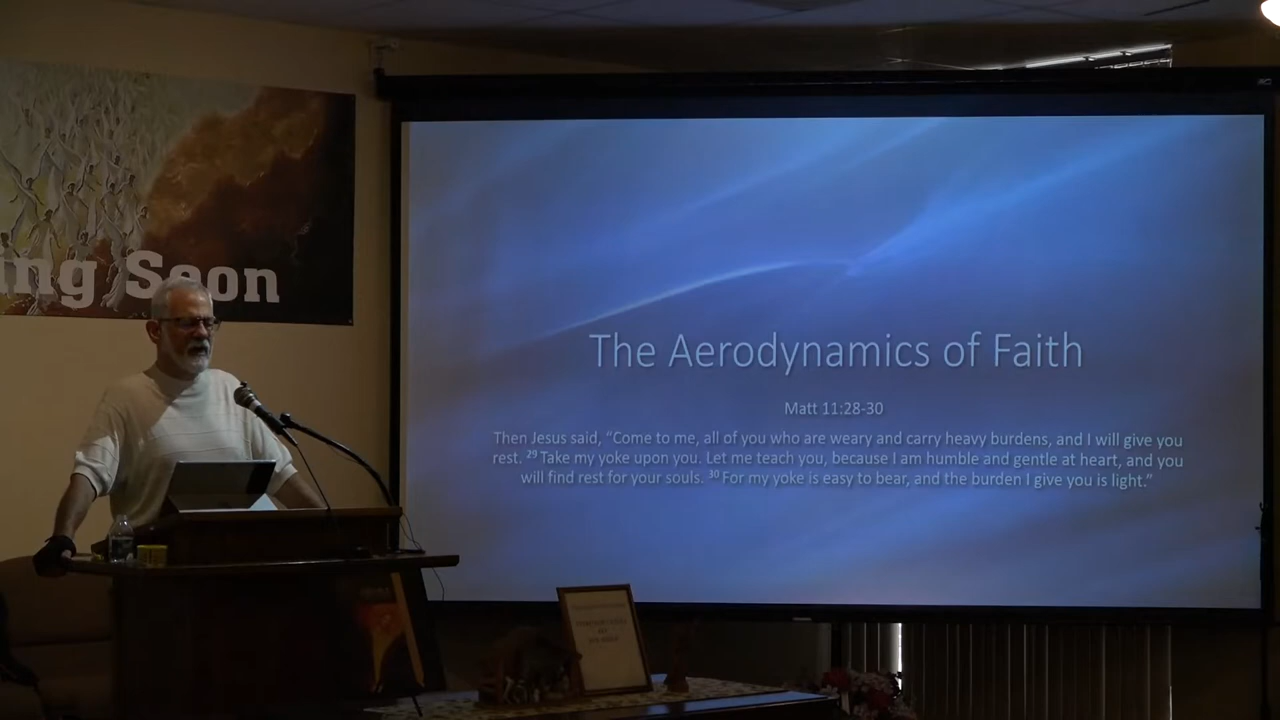 ing Soon
The Aerodynamics of Faith
Matt 11:28-30
Then Jesus said, “Come to me, all of you who are weary and carry heavy burdens, and I will give you
rest. 29 Take my yoke upon you. Let me teach you, because I am humble and gentle at heart, and you
will find rest for your souls. 30 For my yoke is easy to bear, and the burden I give you is light.”